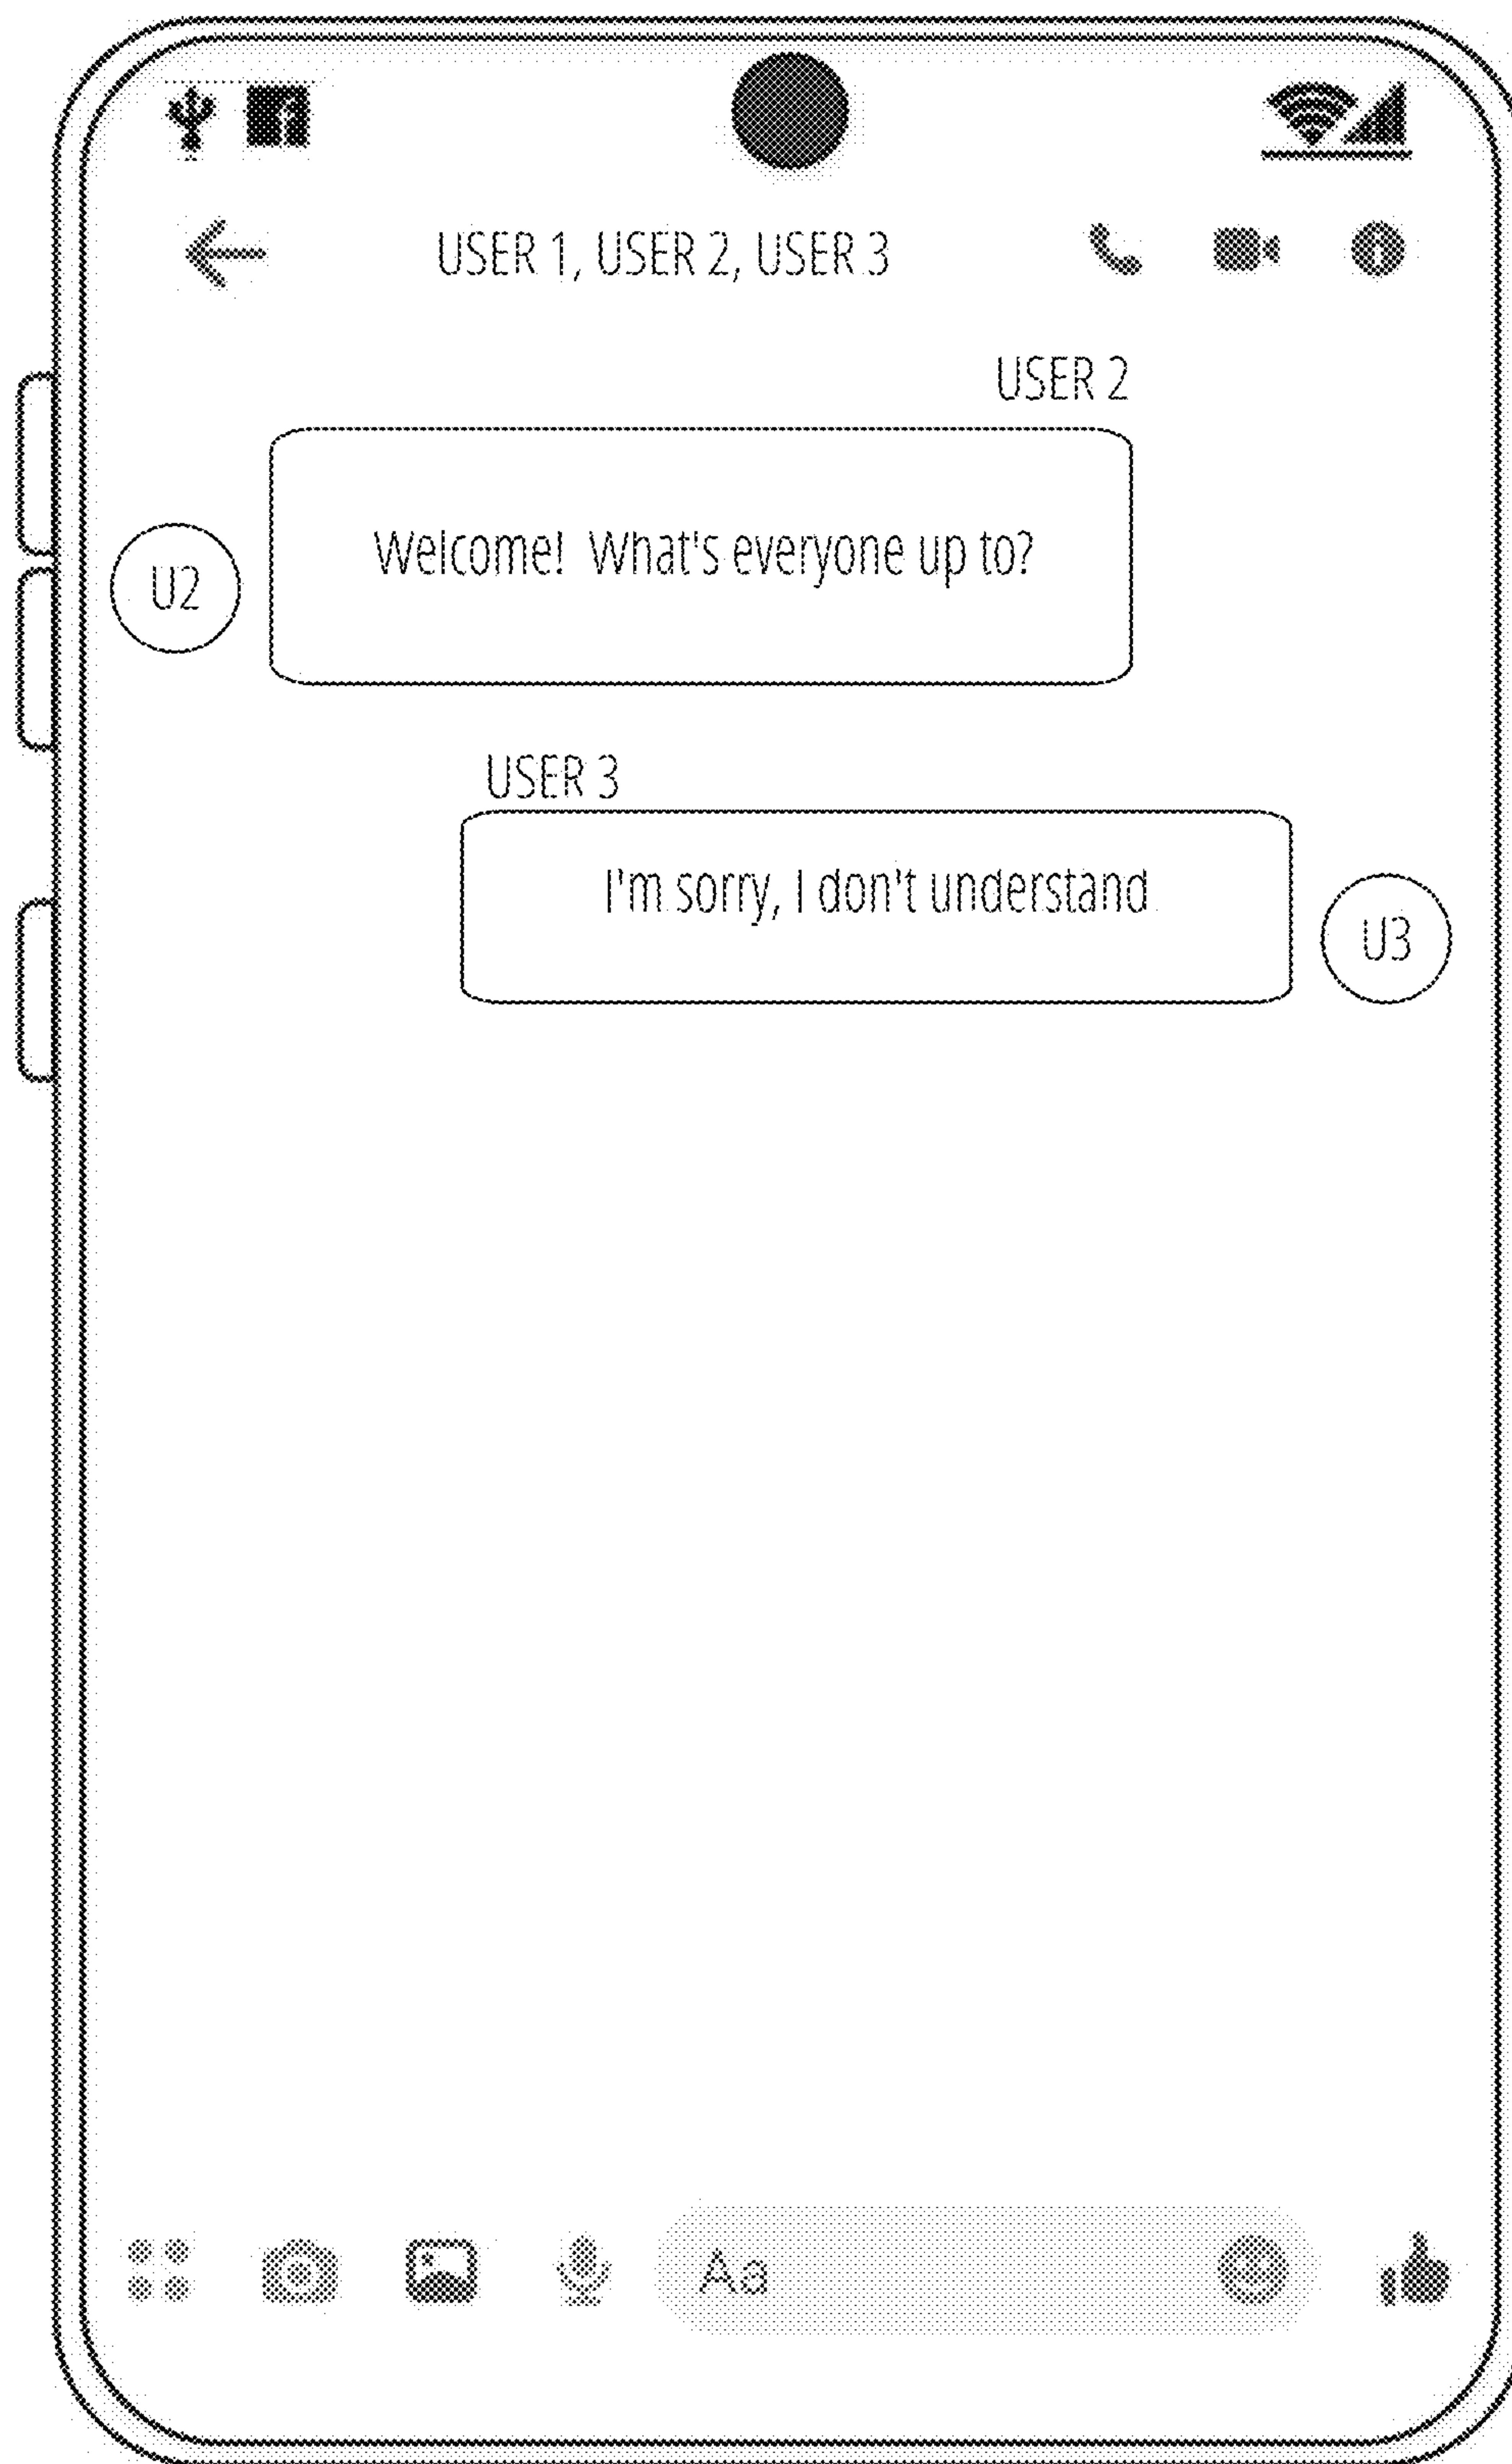 USER 1, USER 2, USER 3
USER 2
Welcome!  What's everyone up to?
U2
USER 3
I'm sorry, I don't understand
U3
Aa